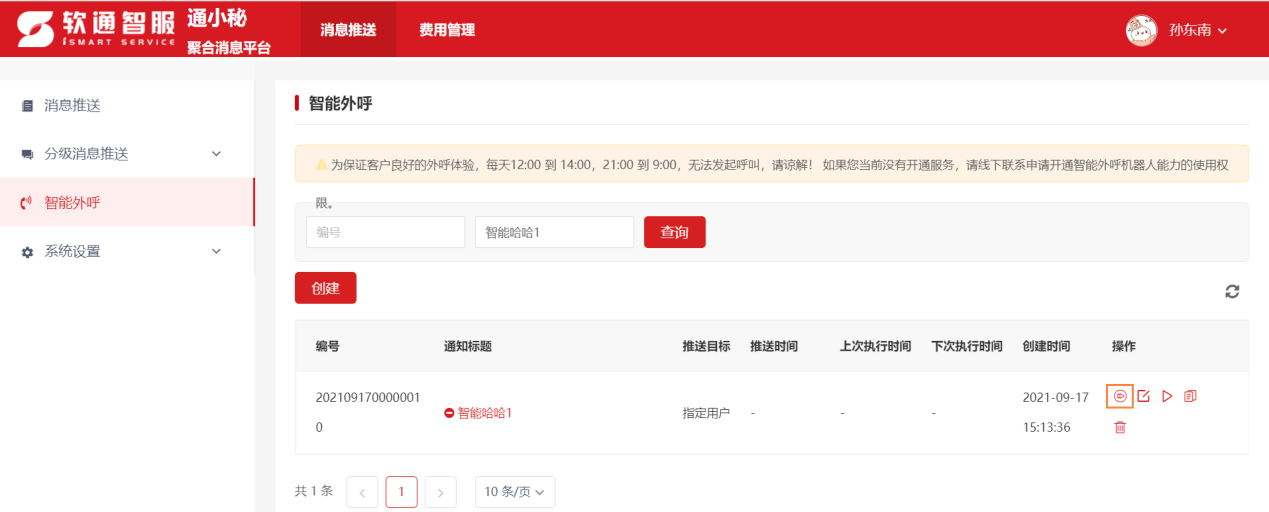 软通智服 通小秘
iSMART SERVICE 聚合消息平台
消息推送 费用管理 孙东南
消息推送
分级消息推送
智能外呼
系统设置
智能外呼
为保证客户良好的外呼体验，每天12:00 到 14:00，21:00 到 9:00，无法发起呼叫，请谅解！ 如果您当前没有开通服务，请线下联系申请开通智能外呼机器人能力的使用权
限。
编号 智能哈哈1 查询
创建
编号 通知标题 推送目标 推送时间 上次执行时间 下次执行时间 创建时间 操作
202109170000001 智能哈哈1 指定用户 - - - 2021-09-17
0 15:13:36
共 1 条 1 10 条/页